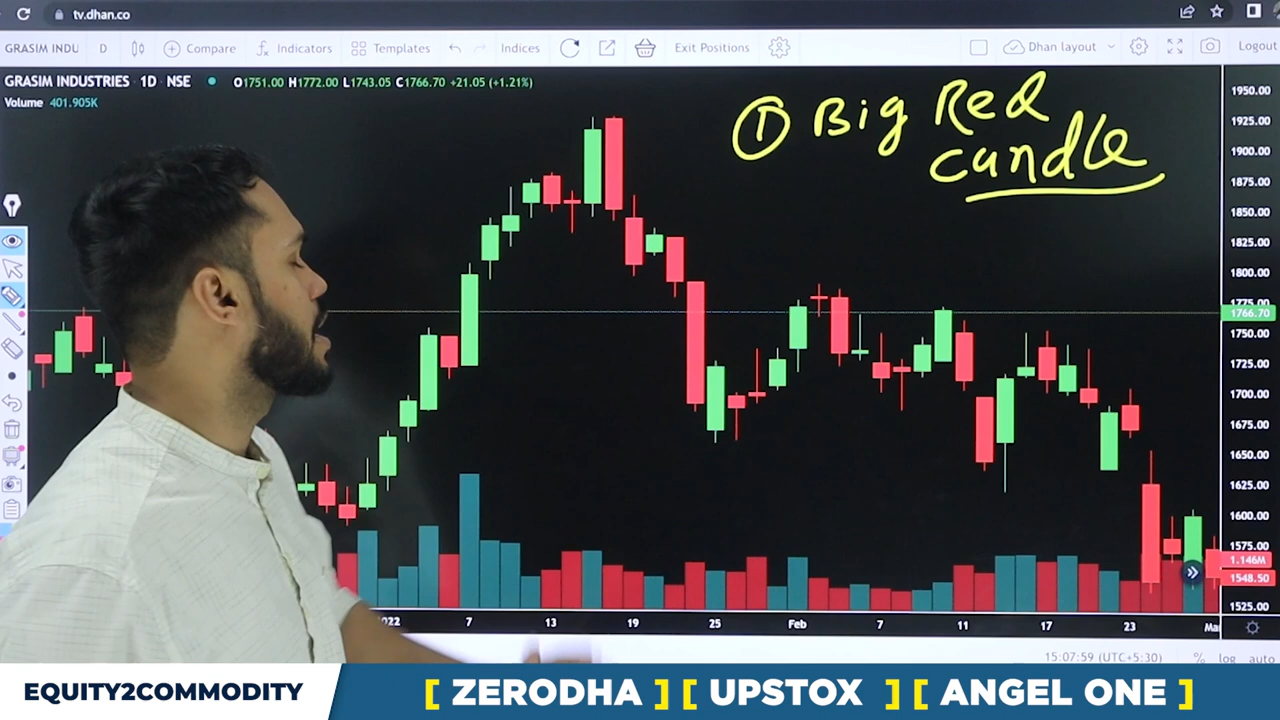 tv.dhan.co
GRASIM INDU D Compare Indicators Templates Indices Exit Positions Dhan layout Logout
GRASIM INDUSTRIES 1D NSE O1751.00 H1772.00 L1743.05 C1766.70 +21.05 (+1.21%)
Volume 401.905K
① Big Red
candle
1950.00
1925.00
1900.00
1875.00
1850.00
1825.00
1800.00
1775.00
1766.70
1750.00
1725.00
1700.00
1675.00
1650.00
1625.00
1600.00
1575.00
1.146M
1548.50
1525.00
2022 7 13 19 25 Feb 7 11 17 23 Ma
15:07:59 (UTC+5:30) % log auto
EQUITY2COMMODITY [ ZERODHA ] [ UPSTOX ] [ ANGEL ONE ]